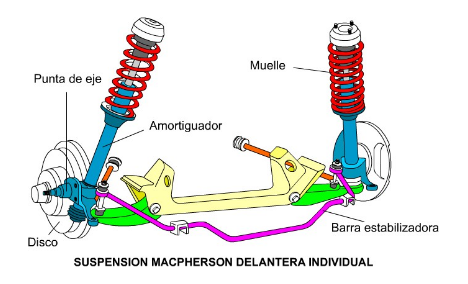 Muelle
Punta de eje
Amortiguador
Barra estabilizadora
Disco
SUSPENSION MACPHERSON DELANTERA INDIVIDUAL